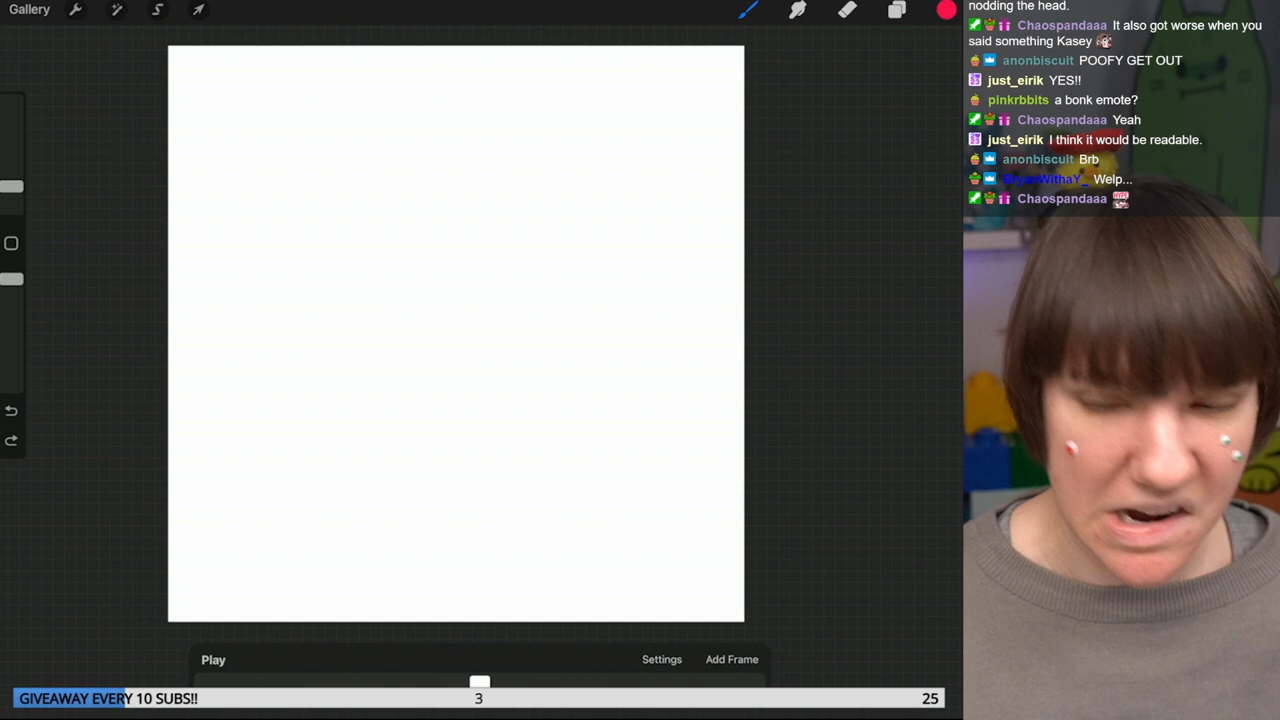 Gallery
nodding the head.
Chaospandaaa It also got worse when you
said something Kasey
anonbiscuit POOFY GET OUT
just_eirik YES!!
pinkrbbits a bonk emote?
Chaospandaaa Yeah
just_eirik I think it would be readable.
anonbiscuit Brb
BryanWithaY_ Welp...
Chaospandaaa
Play
Settings
Add Frame
GIVEAWAY EVERY 10 SUBS!!
3
25